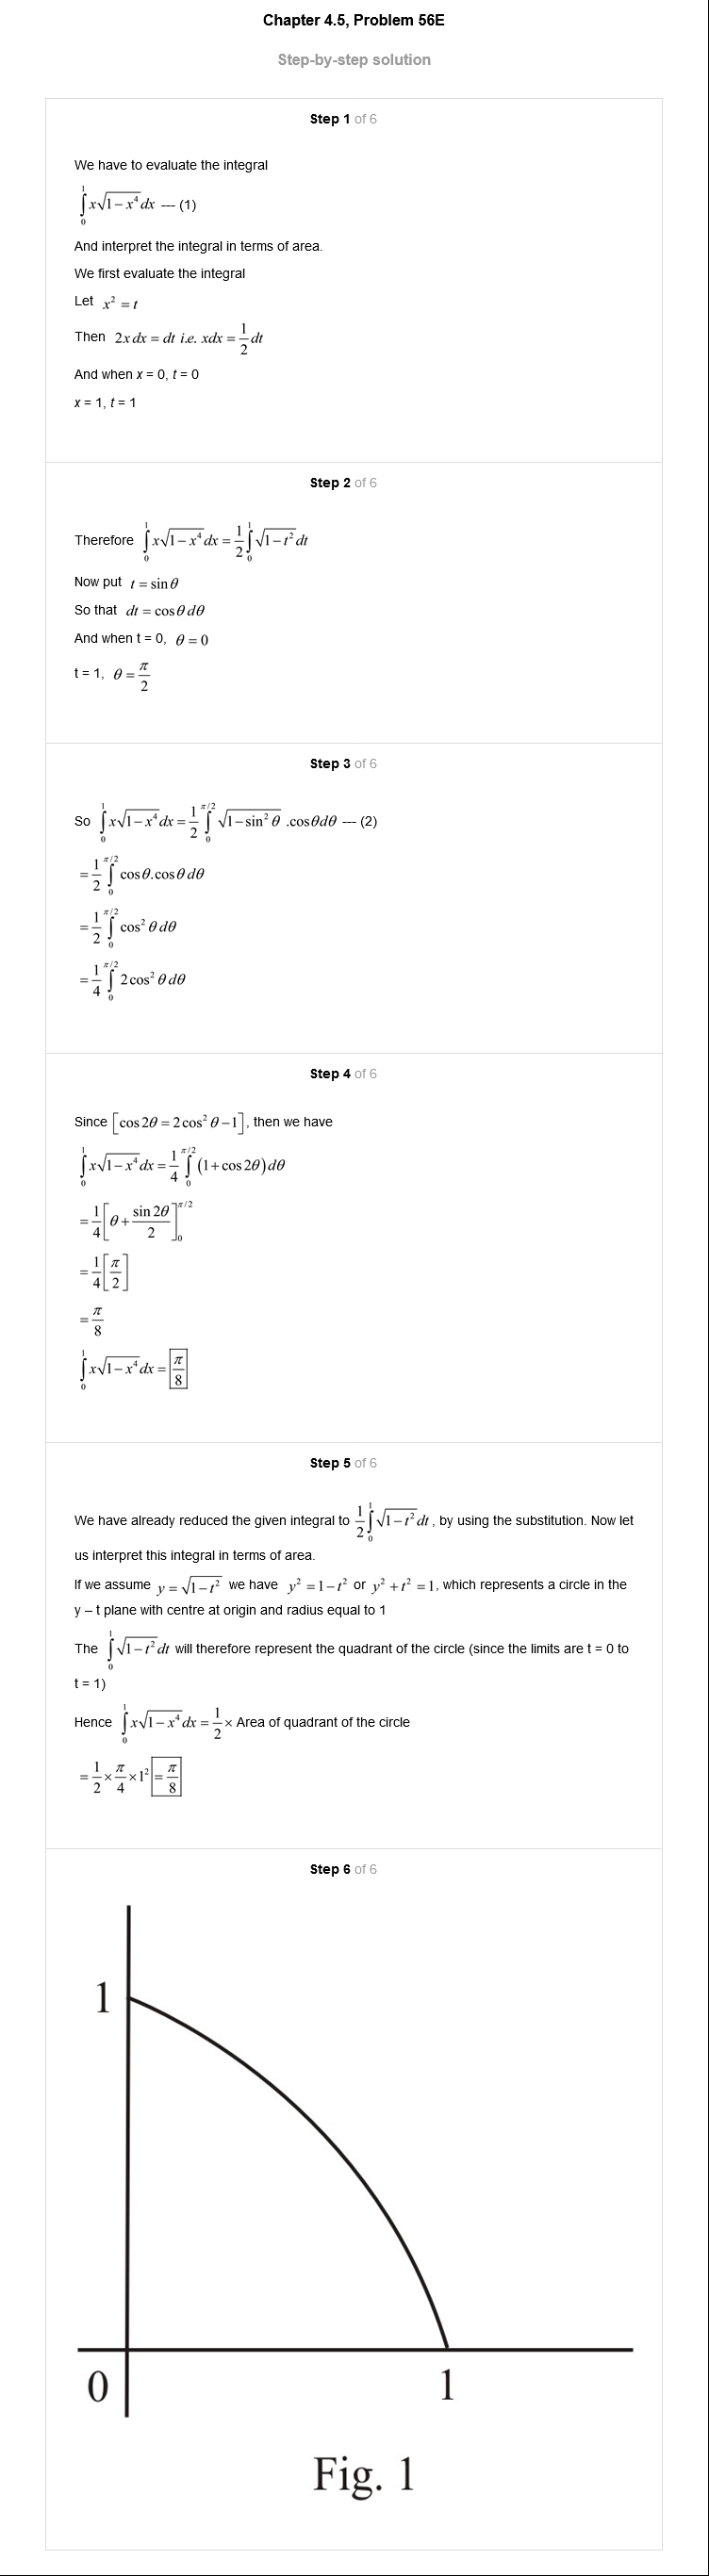 Chapter 4.5, Problem 56E
Step-by-step solution
Step 1 of 6
We have to evaluate the integral
$\int_0^1 x\sqrt{1-x^4}\,dx$ --- (1)
And interpret the integral in terms of area.
We first evaluate the integral
Let $x^2 = t$
Then $2x\,dx = dt$ i.e. $xdx = \frac{1}{2}dt$
And when x = 0, t = 0
x = 1, t = 1
Step 2 of 6
Therefore $\int_0^1 x\sqrt{1-x^4}\,dx = \frac{1}{2}\int_0^1 \sqrt{1-t^2}\,dt$
Now put $t = \sin\theta$
So that $dt = \cos\theta\,d\theta$
And when t = 0, $\theta = 0$
t = 1, $\theta = \frac{\pi}{2}$
Step 3 of 6
So $\int_0^1 x\sqrt{1-x^4}\,dx = \frac{1}{2}\int_0^{\pi/2} \sqrt{1-\sin^2\theta}\,.\cos\theta d\theta$ --- (2)
$= \frac{1}{2}\int_0^{\pi/2} \cos\theta.\cos\theta\,d\theta$
$= \frac{1}{2}\int_0^{\pi/2} \cos^2\theta\,d\theta$
$= \frac{1}{4}\int_0^{\pi/2} 2\cos^2\theta\,d\theta$
Step 4 of 6
Since $\left[\cos 2\theta = 2\cos^2\theta - 1\right]$, then we have
$\int_0^1 x\sqrt{1-x^4}\,dx = \frac{1}{4}\int_0^{\pi/2} (1+\cos 2\theta)\,d\theta$
$= \frac{1}{4}\left[\theta + \frac{\sin 2\theta}{2}\right]_0^{\pi/2}$
$= \frac{1}{4}\left[\frac{\pi}{2}\right]$
$= \frac{\pi}{8}$
$\int_0^1 x\sqrt{1-x^4}\,dx = \boxed{\frac{\pi}{8}}$
Step 5 of 6
We have already reduced the given integral to $\frac{1}{2}\int_0^1 \sqrt{1-t^2}\,dt$, by using the substitution. Now let
us interpret this integral in terms of area.
If we assume $y = \sqrt{1-t^2}$ we have $y^2 = 1-t^2$ or $y^2 + t^2 = 1$, which represents a circle in the
y – t plane with centre at origin and radius equal to 1
The $\int_0^1 \sqrt{1-t^2}\,dt$ will therefore represent the quadrant of the circle (since the limits are t = 0 to
t = 1)
Hence $\int_0^1 x\sqrt{1-x^4}\,dx = \frac{1}{2} \times$ Area of quadrant of the circle
$= \frac{1}{2} \times \frac{\pi}{4} \times 1^2 \boxed{= \frac{\pi}{8}}$
Step 6 of 6
1
0
1
Fig. 1